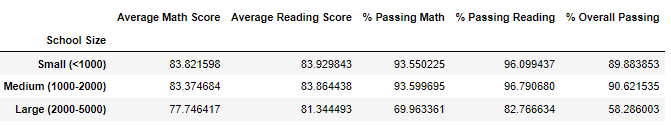 Average Math Score Average Reading Score % Passing Math % Passing Reading % Overall Passing
School Size
Small (<1000) 83.821598 83.929843 93.550225 96.099437 89.883853
Medium (1000-2000) 83.374684 83.864438 93.599695 96.790680 90.621535
Large (2000-5000) 77.746417 81.344493 69.963361 82.766634 58.286003